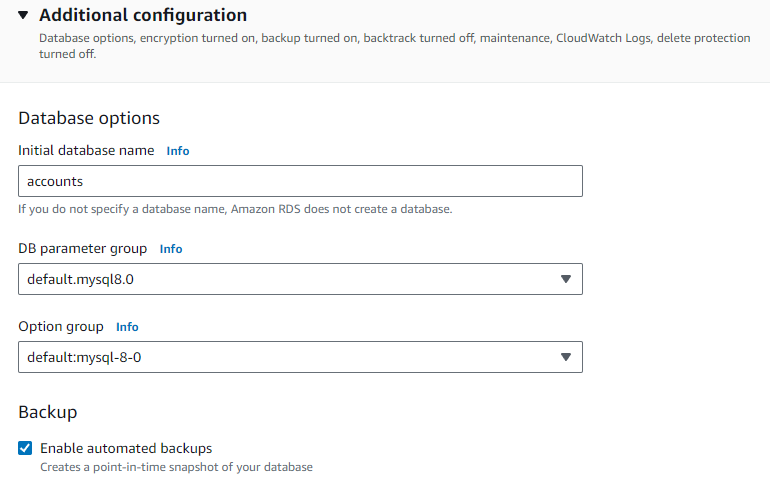 Additional configuration
Database options, encryption turned on, backup turned on, backtrack turned off, maintenance, CloudWatch Logs, delete protection
turned off.
Database options
Initial database name Info
accounts
If you do not specify a database name, Amazon RDS does not create a database.
DB parameter group Info
default.mysql8.0
Option group Info
default:mysql-8-0
Backup
Enable automated backups
Creates a point-in-time snapshot of your database